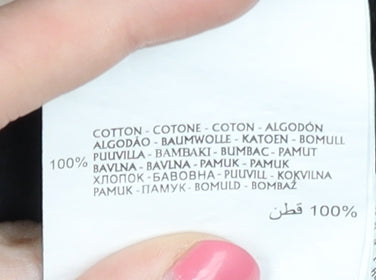 COTTON - COTONE - COTON - ALGODÓN
ALGODÃO - BAUMWOLLE - KATOEN - BOMULL
PUUVILLA - BAMBAKI - BUMBAC - PAMUT
100% BAVLNA - BAVLNA - PAMUK - PAMUK
ХЛОПОК - БАВОВНА - PUUVILL - KOKVILNA
PAMUK - ПАМУК - BOMULD - BOMBAŽ
100% قطن